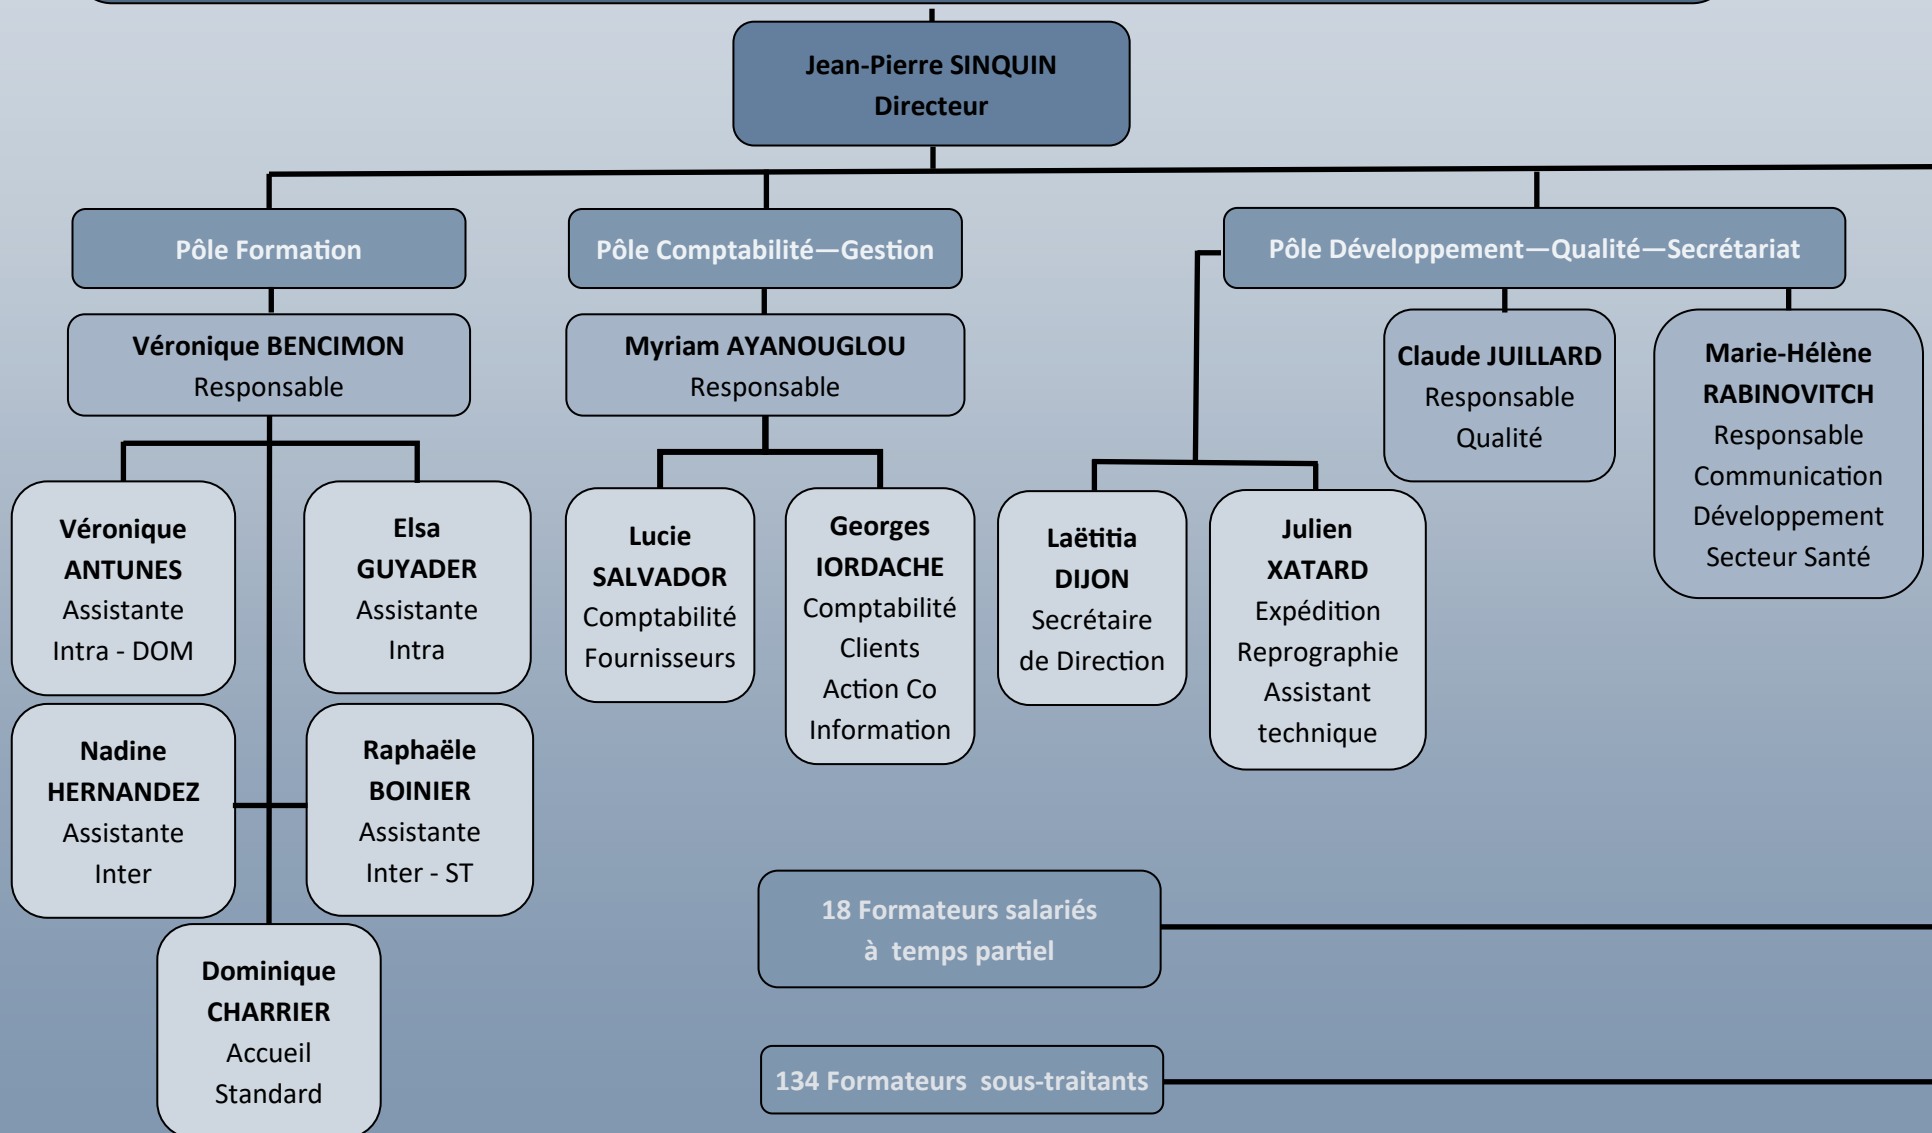 Jean-Pierre SINQUIN
Directeur
Pôle Formation
Pôle Comptabilité—Gestion
Pôle Développement—Qualité—Secrétariat
Véronique BENCIMON
Responsable
Myriam AYANOUGLOU
Responsable
Claude JUILLARD
Responsable
Qualité
Marie-Hélène
RABINOVITCH
Responsable
Communication
Développement
Secteur Santé
Véronique
ANTUNES
Assistante
Intra - DOM
Elsa
GUYADER
Assistante
Intra
Lucie
SALVADOR
Comptabilité
Fournisseurs
Georges
IORDACHE
Comptabilité
Clients
Action Co
Information
Laëtitia
DIJON
Secrétaire
de Direction
Julien
XATARD
Expédition
Reprographie
Assistant
technique
Nadine
HERNANDEZ
Assistante
Inter
Raphaële
BOINIER
Assistante
Inter - ST
Dominique
CHARRIER
Accueil
Standard
18 Formateurs salariés
à temps partiel
134 Formateurs sous-traitants